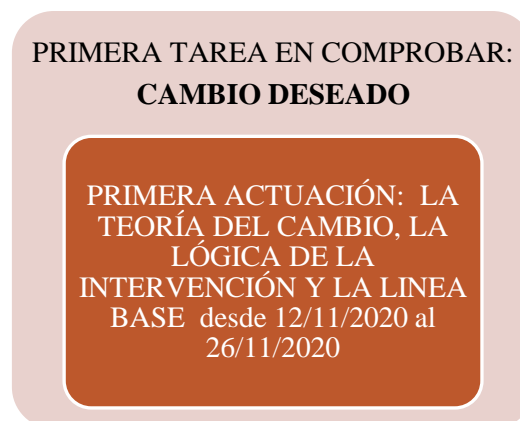 PRIMERA TAREA EN COMPROBAR:
CAMBIO DESEADO
PRIMERA ACTUACIÓN: LA
TEORÍA DEL CAMBIO, LA
LÓGICA DE LA
INTERVENCIÓN Y LA LINEA
BASE desde 12/11/2020 al
26/11/2020